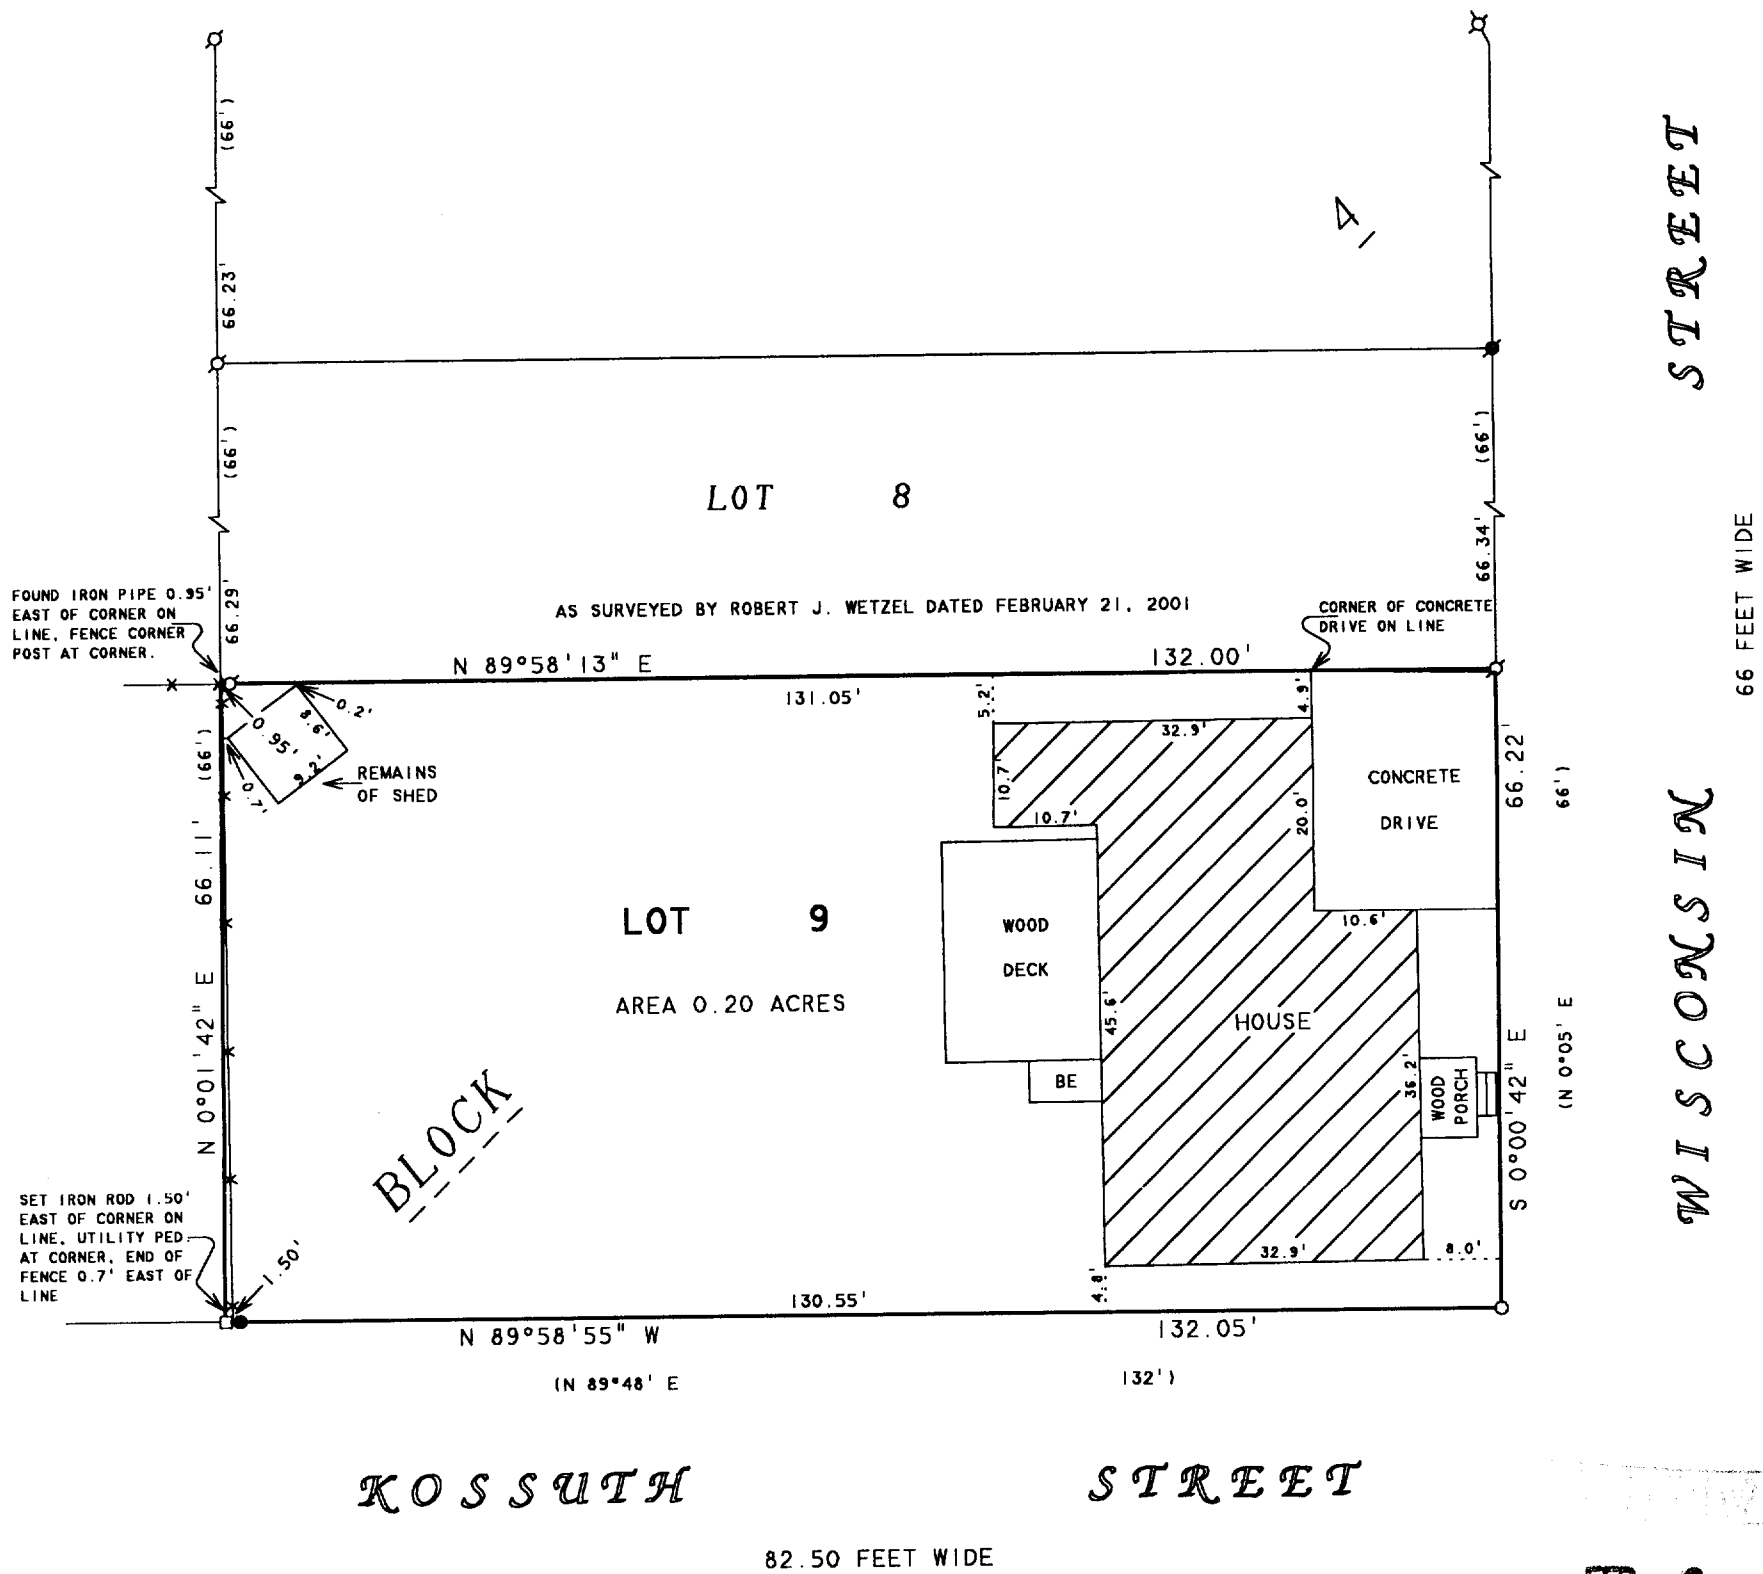 (66')
66.23'
4
STREET
(66')
(66')
LOT 8
66.34'
66 FEET WIDE
66.29'
FOUND IRON PIPE 0.95'
EAST OF CORNER ON
LINE, FENCE CORNER
POST AT CORNER.
AS SURVEYED BY ROBERT J. WETZEL DATED FEBRUARY 21, 2001
CORNER OF CONCRETE
DRIVE ON LINE
N 89°58'13" E 132.00'
131.05'
5.2'
4.9'
0.2'
8.6'
0.95'
9.2'
0.7'
REMAINS
OF SHED
(66')
32.9'
10.7'
10.7'
20.0'
CONCRETE
DRIVE
66.22'
66')
66.11'
LOT 9
AREA 0.20 ACRES
WOOD
DECK
10.6'
45.6'
HOUSE
WISCONSIN
N 0°01'42" E
BE
36.2'
WOOD
PORCH
S 0°00'42" E
(N 0°05' E
BLOCK
SET IRON ROD 1.50'
EAST OF CORNER ON
LINE, UTILITY PED.
AT CORNER, END OF
FENCE 0.7' EAST OF
LINE
1.50'
32.9'
8.0'
4.8'
130.55'
N 89°58'55" W 132.05'
(N 89°48' E 132')
KOSSUTH STREET
82.50 FEET WIDE